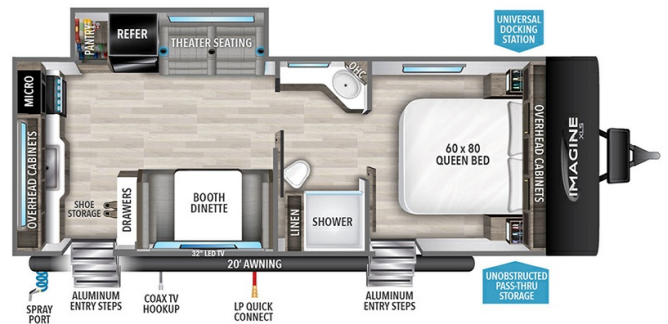 UNIVERSAL
DOCKING
STATION
PANTRY
REFER
THEATER SEATING
OHC
MICRO
OVERHEAD CABINETS
60 x 80
QUEEN BED
OVERHEAD CABINETS
IMAGINE
XLS
SHOE
STORAGE
DRAWERS
BOOTH
DINETTE
LINEN
SHOWER
32" LED TV
20' AWNING
SPRAY
PORT
ALUMINUM
ENTRY STEPS
COAX TV
HOOKUP
LP QUICK
CONNECT
ALUMINUM
ENTRY STEPS
UNOBSTRUCTED
PASS-THRU
STORAGE